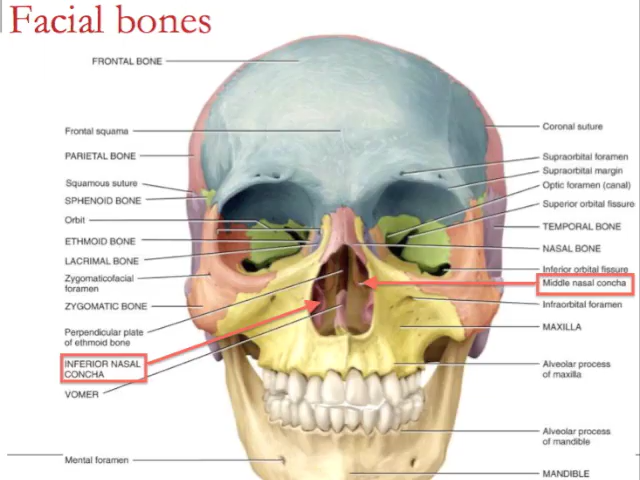 Facial bones
FRONTAL BONE
Frontal squama
PARIETAL BONE
Squamous suture
SPHENOID BONE
Orbit
ETHMOID BONE
LACRIMAL BONE
Zygomaticofacial
foramen
ZYGOMATIC BONE
Perpendicular plate
of ethmoid bone
INFERIOR NASAL
CONCHA
VOMER
Mental foramen
Coronal suture
Supraorbital foramen
Supraorbital margin
Optic foramen (canal)
Superior orbital fissure
TEMPORAL BONE
NASAL BONE
Inferior orbital fissure
Middle nasal concha
Infraorbital foramen
MAXILLA
Alveolar process
of maxilla
Alveolar process
of mandible
MANDIBLE